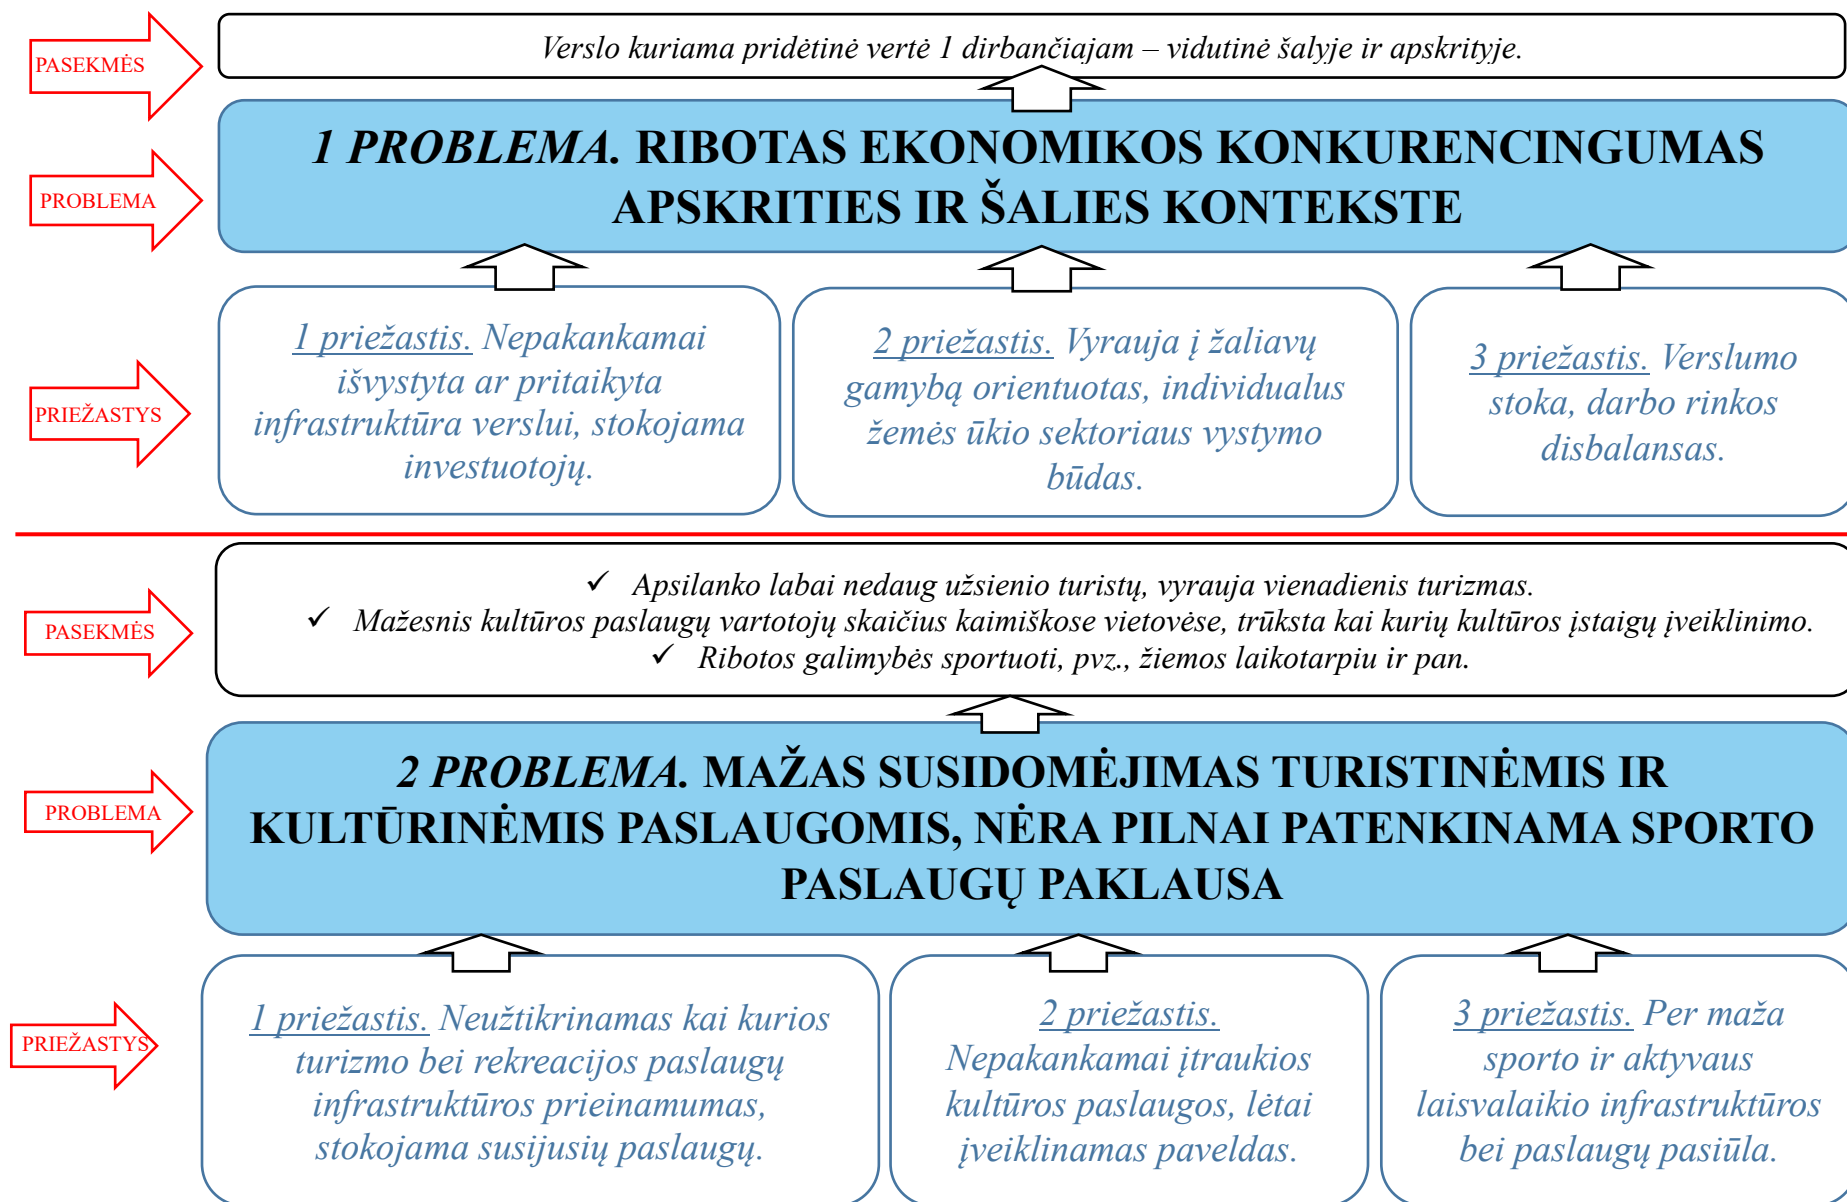 PASEKMĖS
Verslo kuriama pridėtinė vertė 1 dirbančiajam – vidutinė šalyje ir apskrityje.
PROBLEMA
1 PROBLEMA. RIBOTAS EKONOMIKOS KONKURENCINGUMAS
APSKRITIES IR ŠALIES KONTEKSTE
PRIEŽASTYS
1 priežastis. Nepakankamai
išvystyta ar pritaikyta
infrastruktūra verslui, stokojama
investuotojų.
2 priežastis. Vyrauja į žaliavų
gamybą orientuotas, individualus
žemės ūkio sektoriaus vystymo
būdas.
3 priežastis. Verslumo
stoka, darbo rinkos
disbalansas.
PASEKMĖS
✓ Apsilanko labai nedaug užsienio turistų, vyrauja vienadienis turizmas.
✓ Mažesnis kultūros paslaugų vartotojų skaičius kaimiškose vietovėse, trūksta kai kurių kultūros įstaigų įveiklinimo.
✓ Ribotos galimybės sportuoti, pvz., žiemos laikotarpiu ir pan.
PROBLEMA
2 PROBLEMA. MAŽAS SUSIDOMĖJIMAS TURISTINĖMIS IR
KULTŪRINĖMIS PASLAUGOMIS, NĖRA PILNAI PATENKINAMA SPORTO
PASLAUGŲ PAKLAUSA
PRIEŽASTYS
1 priežastis. Neužtikrinamas kai kurios
turizmo bei rekreacijos paslaugų
infrastruktūros prieinamumas,
stokojama susijusių paslaugų.
2 priežastis.
Nepakankamai įtraukios
kultūros paslaugos, lėtai
įveiklinamas paveldas.
3 priežastis. Per maža
sporto ir aktyvaus
laisvalaikio infrastruktūros
bei paslaugų pasiūla.